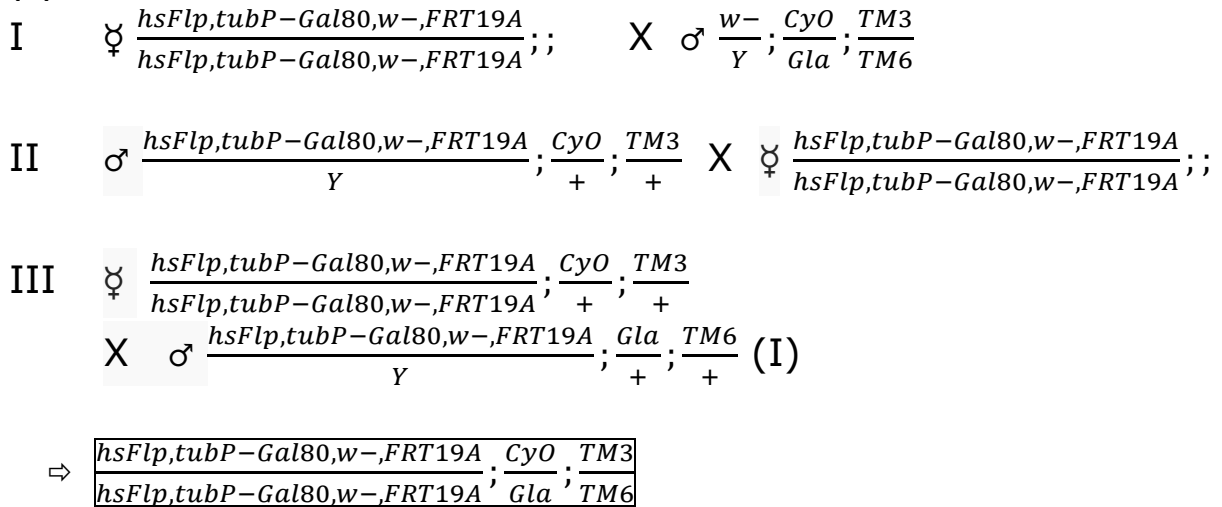 I ☿ hsFlp,tubP−Gal80,w−,FRT19A/hsFlp,tubP−Gal80,w−,FRT19A;; X ♂ w−/Y; CyO/Gla; TM3/TM6
II ♂ hsFlp,tubP−Gal80,w−,FRT19A/Y; CyO/+; TM3/+ X ☿ hsFlp,tubP−Gal80,w−,FRT19A/hsFlp,tubP−Gal80,w−,FRT19A;;
III ☿ hsFlp,tubP−Gal80,w−,FRT19A/hsFlp,tubP−Gal80,w−,FRT19A; CyO/+; TM3/+
X ♂ hsFlp,tubP−Gal80,w−,FRT19A/Y; Gla/+; TM6/+ (I)
⇨ hsFlp,tubP−Gal80,w−,FRT19A/hsFlp,tubP−Gal80,w−,FRT19A; CyO/Gla; TM3/TM6